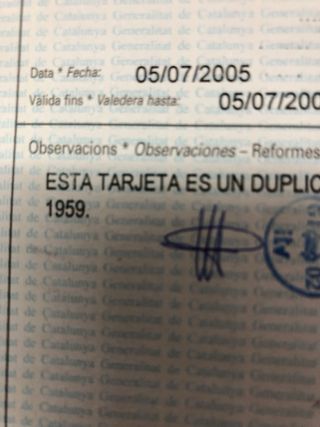 Data * Fecha: 05/07/2005
Vàlida fins * Valedera hasta: 05/07/200
Observacions * Observaciones – Reformes
ESTA TARJETA ES UN DUPLIC
1959.
itv